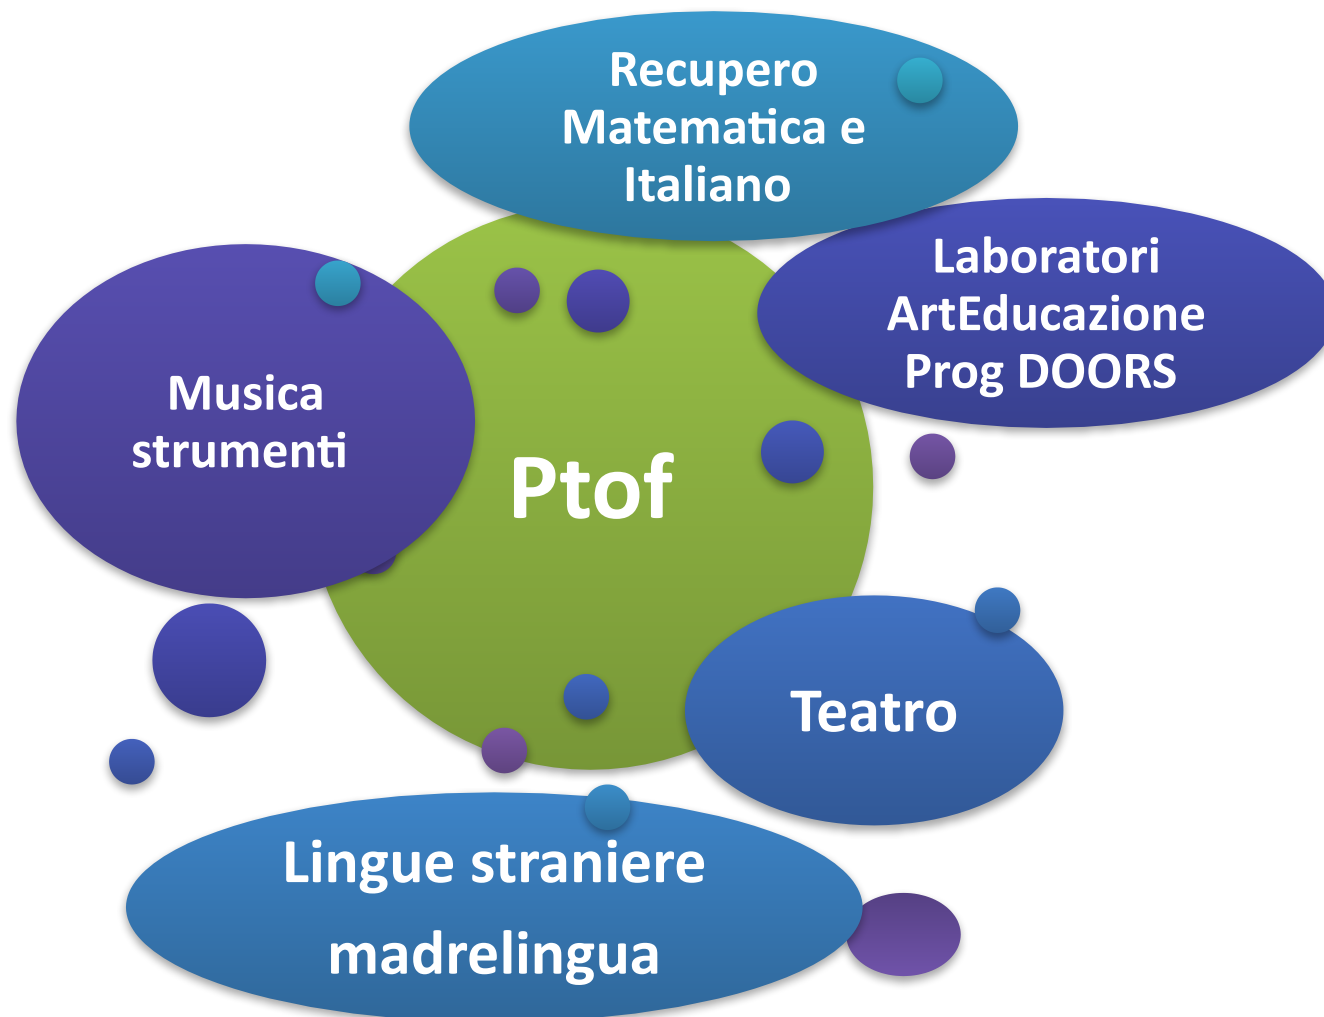 Recupero
Matematica e
Italiano
Laboratori
ArtEducazione
Prog DOORS
Musica
strumenti
Ptof
Teatro
Lingue straniere
madrelingua